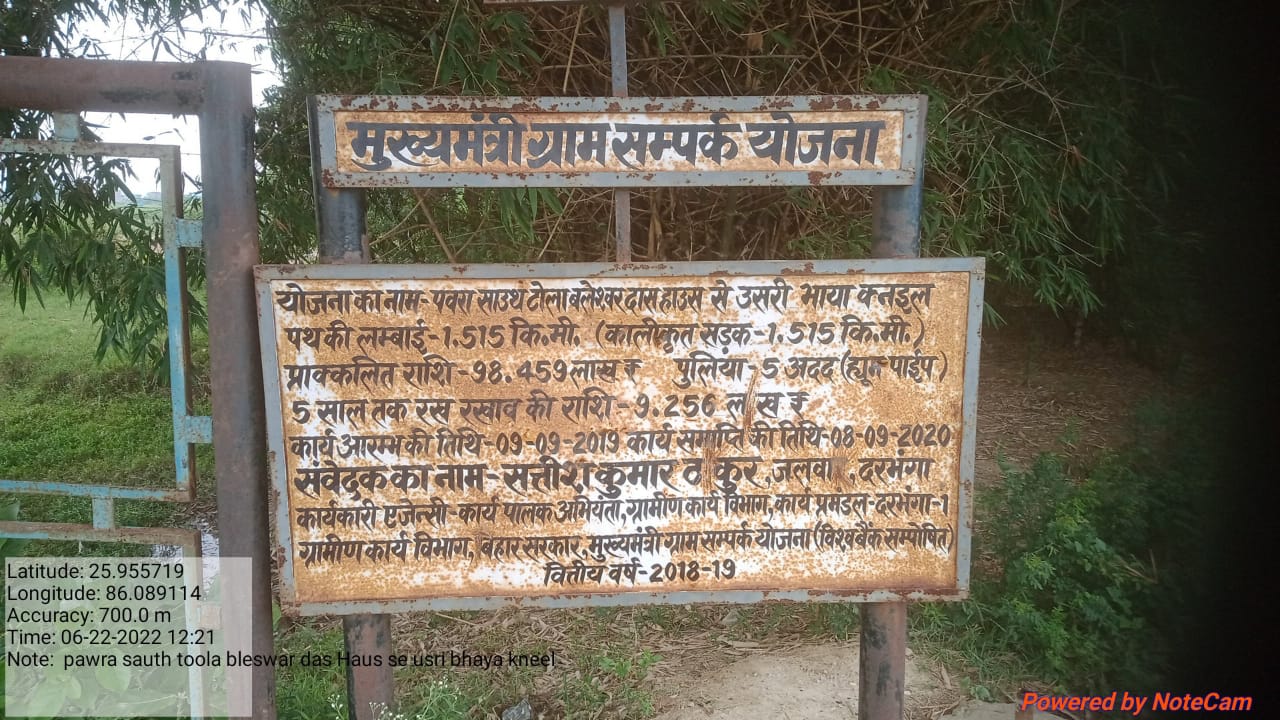 मुख्यमंत्री ग्राम सम्पर्क योजना
योजना का नाम- पवरा साउथ टोला बलेश्वर दास हाउस से उसरी भाया कनइल
पथ की लम्बाई-1.515 कि.मी. (कालीकृत सड़क-1.515 कि.मी.)
प्राक्कलित राशि-98.459 लाख ₹ पुलिया-5 अदद (ह्यूम पाईप)
5 साल तक रख रखाव की राशि-9.256 लाख ₹
कार्य आरम्भ की तिथि-09-09-2019 कार्य समाप्ति की तिथि-08-09-2020
संवेदक का नाम- सत्तीश कुमार कुर, दरभंगा
कार्यकारी एजेन्सी-कार्य पालक अभियंता, ग्रामीण कार्य विभाग, कार्य प्रमंडल-दरभंगा-1
ग्रामीण कार्य विभाग, बिहार सरकार, मुख्यमंत्री ग्राम सम्पर्क योजना (विश्व बैंक सम्पोषित)
वित्तीय वर्ष-2018-19
Latitude: 25.955719
Longitude: 86.089114
Accuracy: 700.0 m
Time: 06-22-2022 12:21
Note: pawra sauth toola bleswar das Haus se usri bhaya kneel
Powered by NoteCam